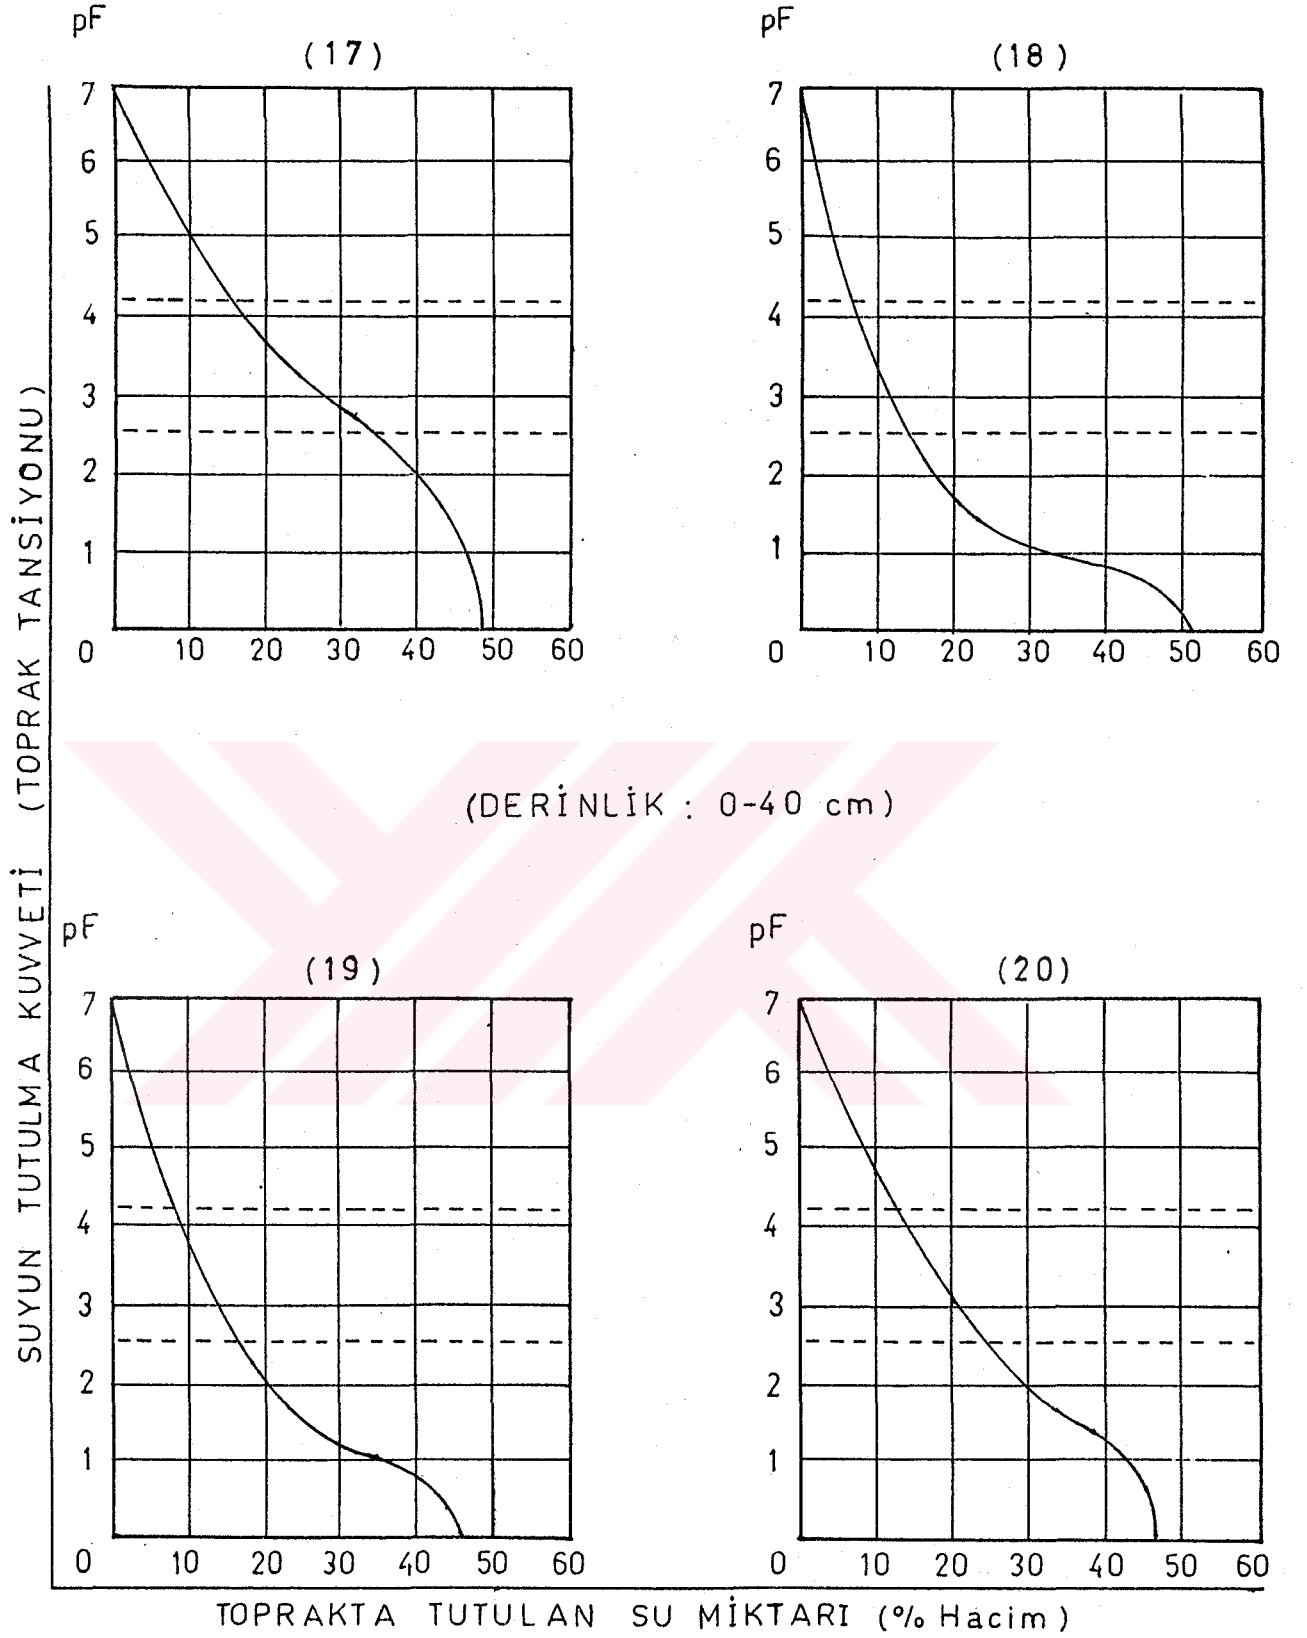 pF
(17)
7
6
5
4
3
2
1
0 10 20 30 40 50 60
pF
(18)
7
6
5
4
3
2
1
0 10 20 30 40 50 60
(DERİNLİK : 0-40 cm)
pF
(19)
7
6
5
4
3
2
1
0 10 20 30 40 50 60
pF
(20)
7
6
5
4
3
2
1
0 10 20 30 40 50 60
SUYUN TUTULMA KUVVETİ (TOPRAK TANSİYONU)
TOPRAKTA TUTULAN SU MİKTARI (% Hacim)